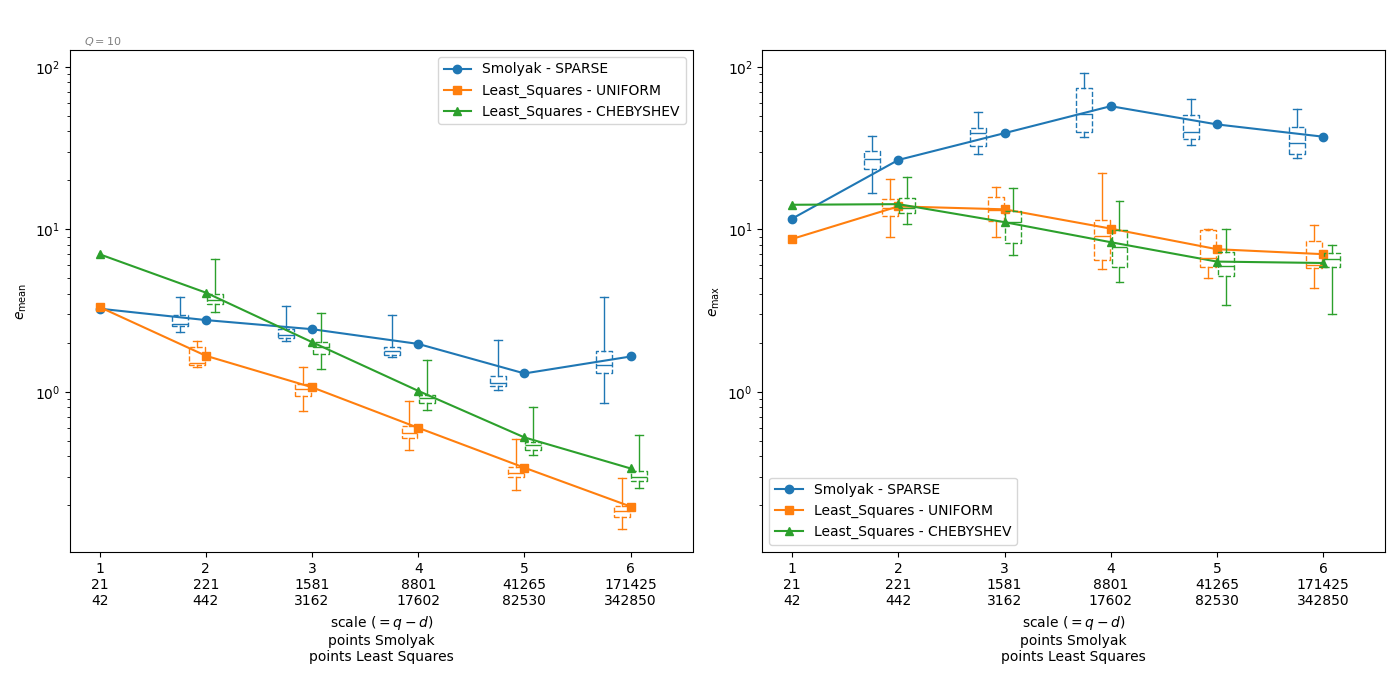 Q = 10
10²
10¹
10⁰
e_mean
Smolyak - SPARSE
Least_Squares - UNIFORM
Least_Squares - CHEBYSHEV
1 2 3 4 5 6
21 221 1581 8801 41265 171425
42 442 3162 17602 82530 342850
scale (= q − d)
points Smolyak
points Least Squares
10²
10¹
10⁰
e_max
Smolyak - SPARSE
Least_Squares - UNIFORM
Least_Squares - CHEBYSHEV
1 2 3 4 5 6
21 221 1581 8801 41265 171425
42 442 3162 17602 82530 342850
scale (= q − d)
points Smolyak
points Least Squares